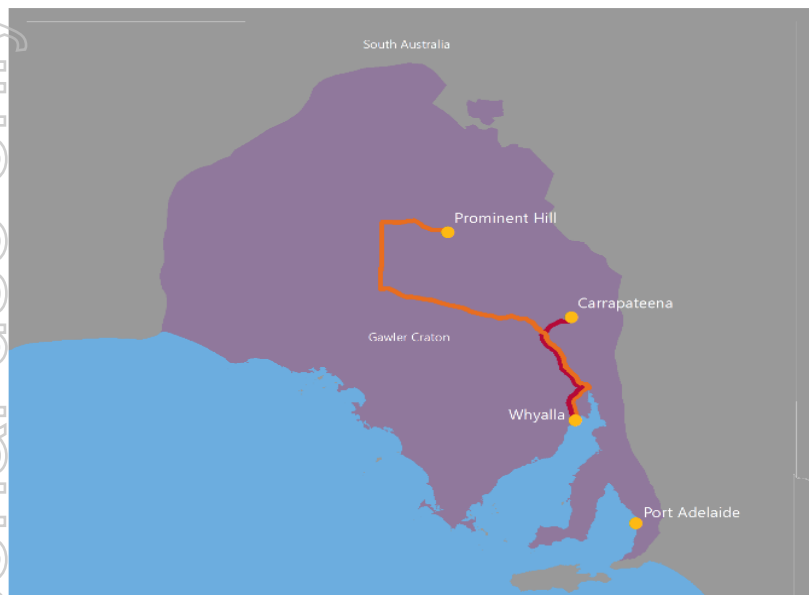 South Australia
Prominent Hill
Carrapateena
Gawler Craton
Whyalla
Port Adelaide